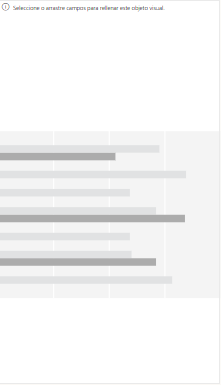 Seleccione o arrastre campos para rellenar este objeto visual.